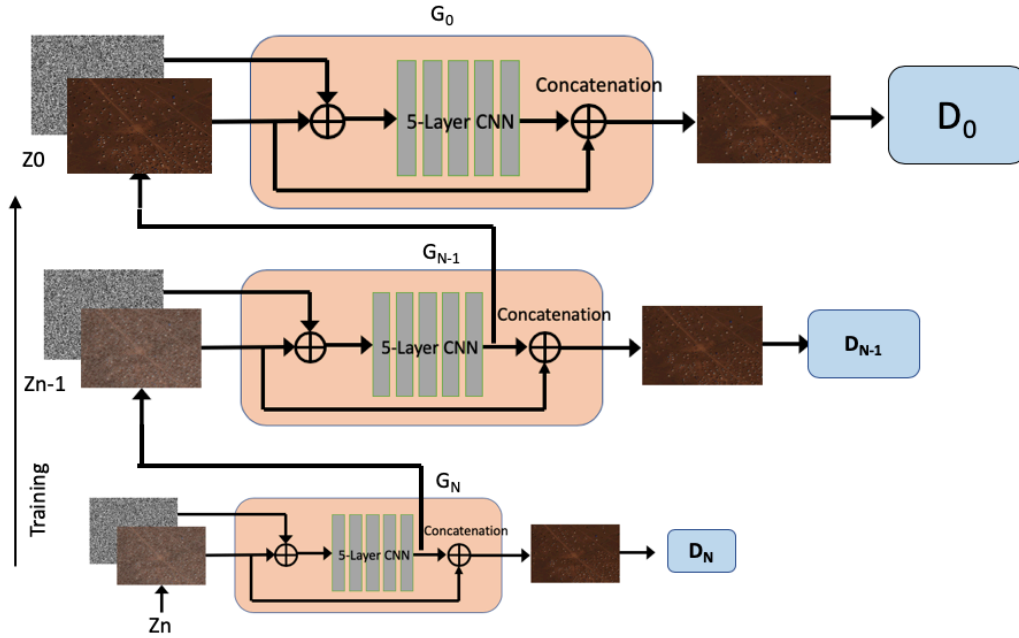 G0
Concatenation
5-Layer CNN
D0
Z0
GN-1
Concatenation
5-Layer CNN
DN-1
Zn-1
Training
GN
Concatenation
5-Layer CNN
DN
Zn